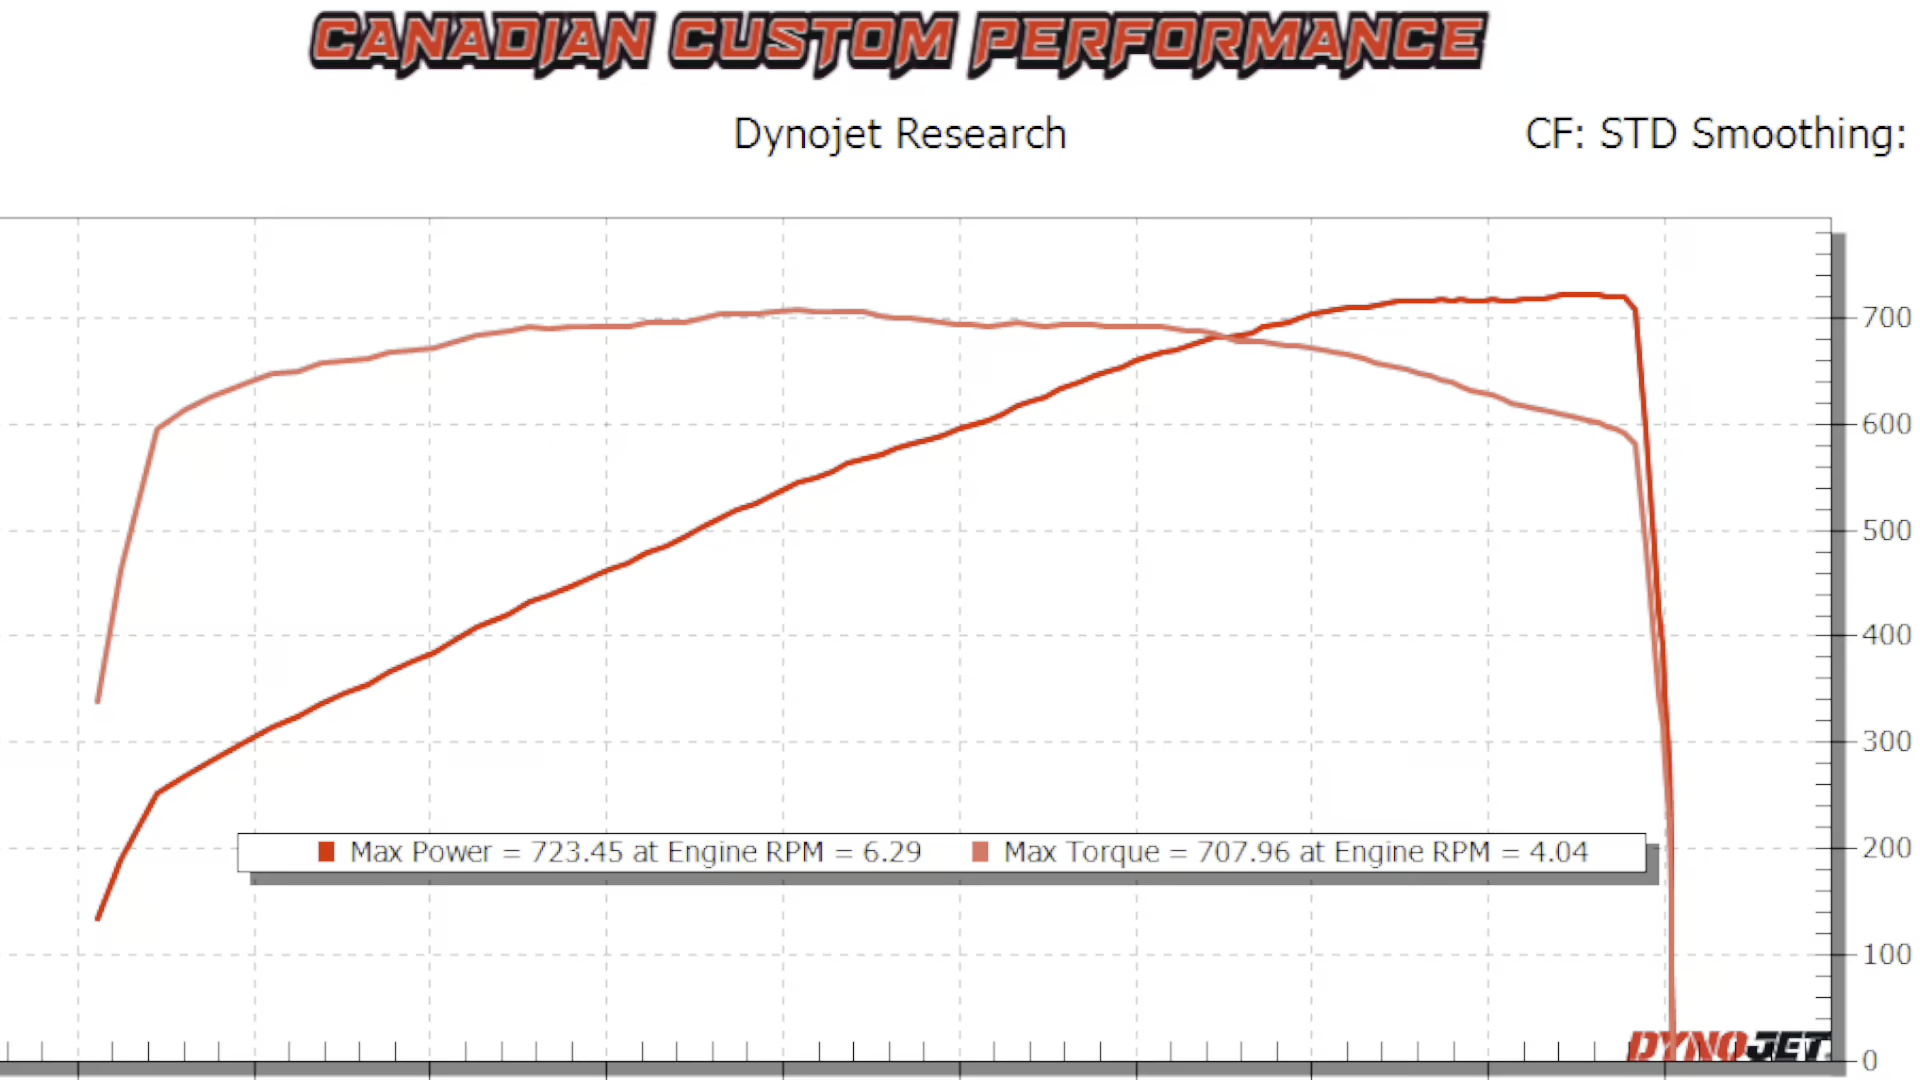 CANADIAN CUSTOM PERFORMANCE
Dynojet Research
CF: STD Smoothing:
700
600
500
400
300
Max Power = 723.45 at Engine RPM = 6.29 Max Torque = 707.96 at Engine RPM = 4.04
200
100
DYNOJET
0